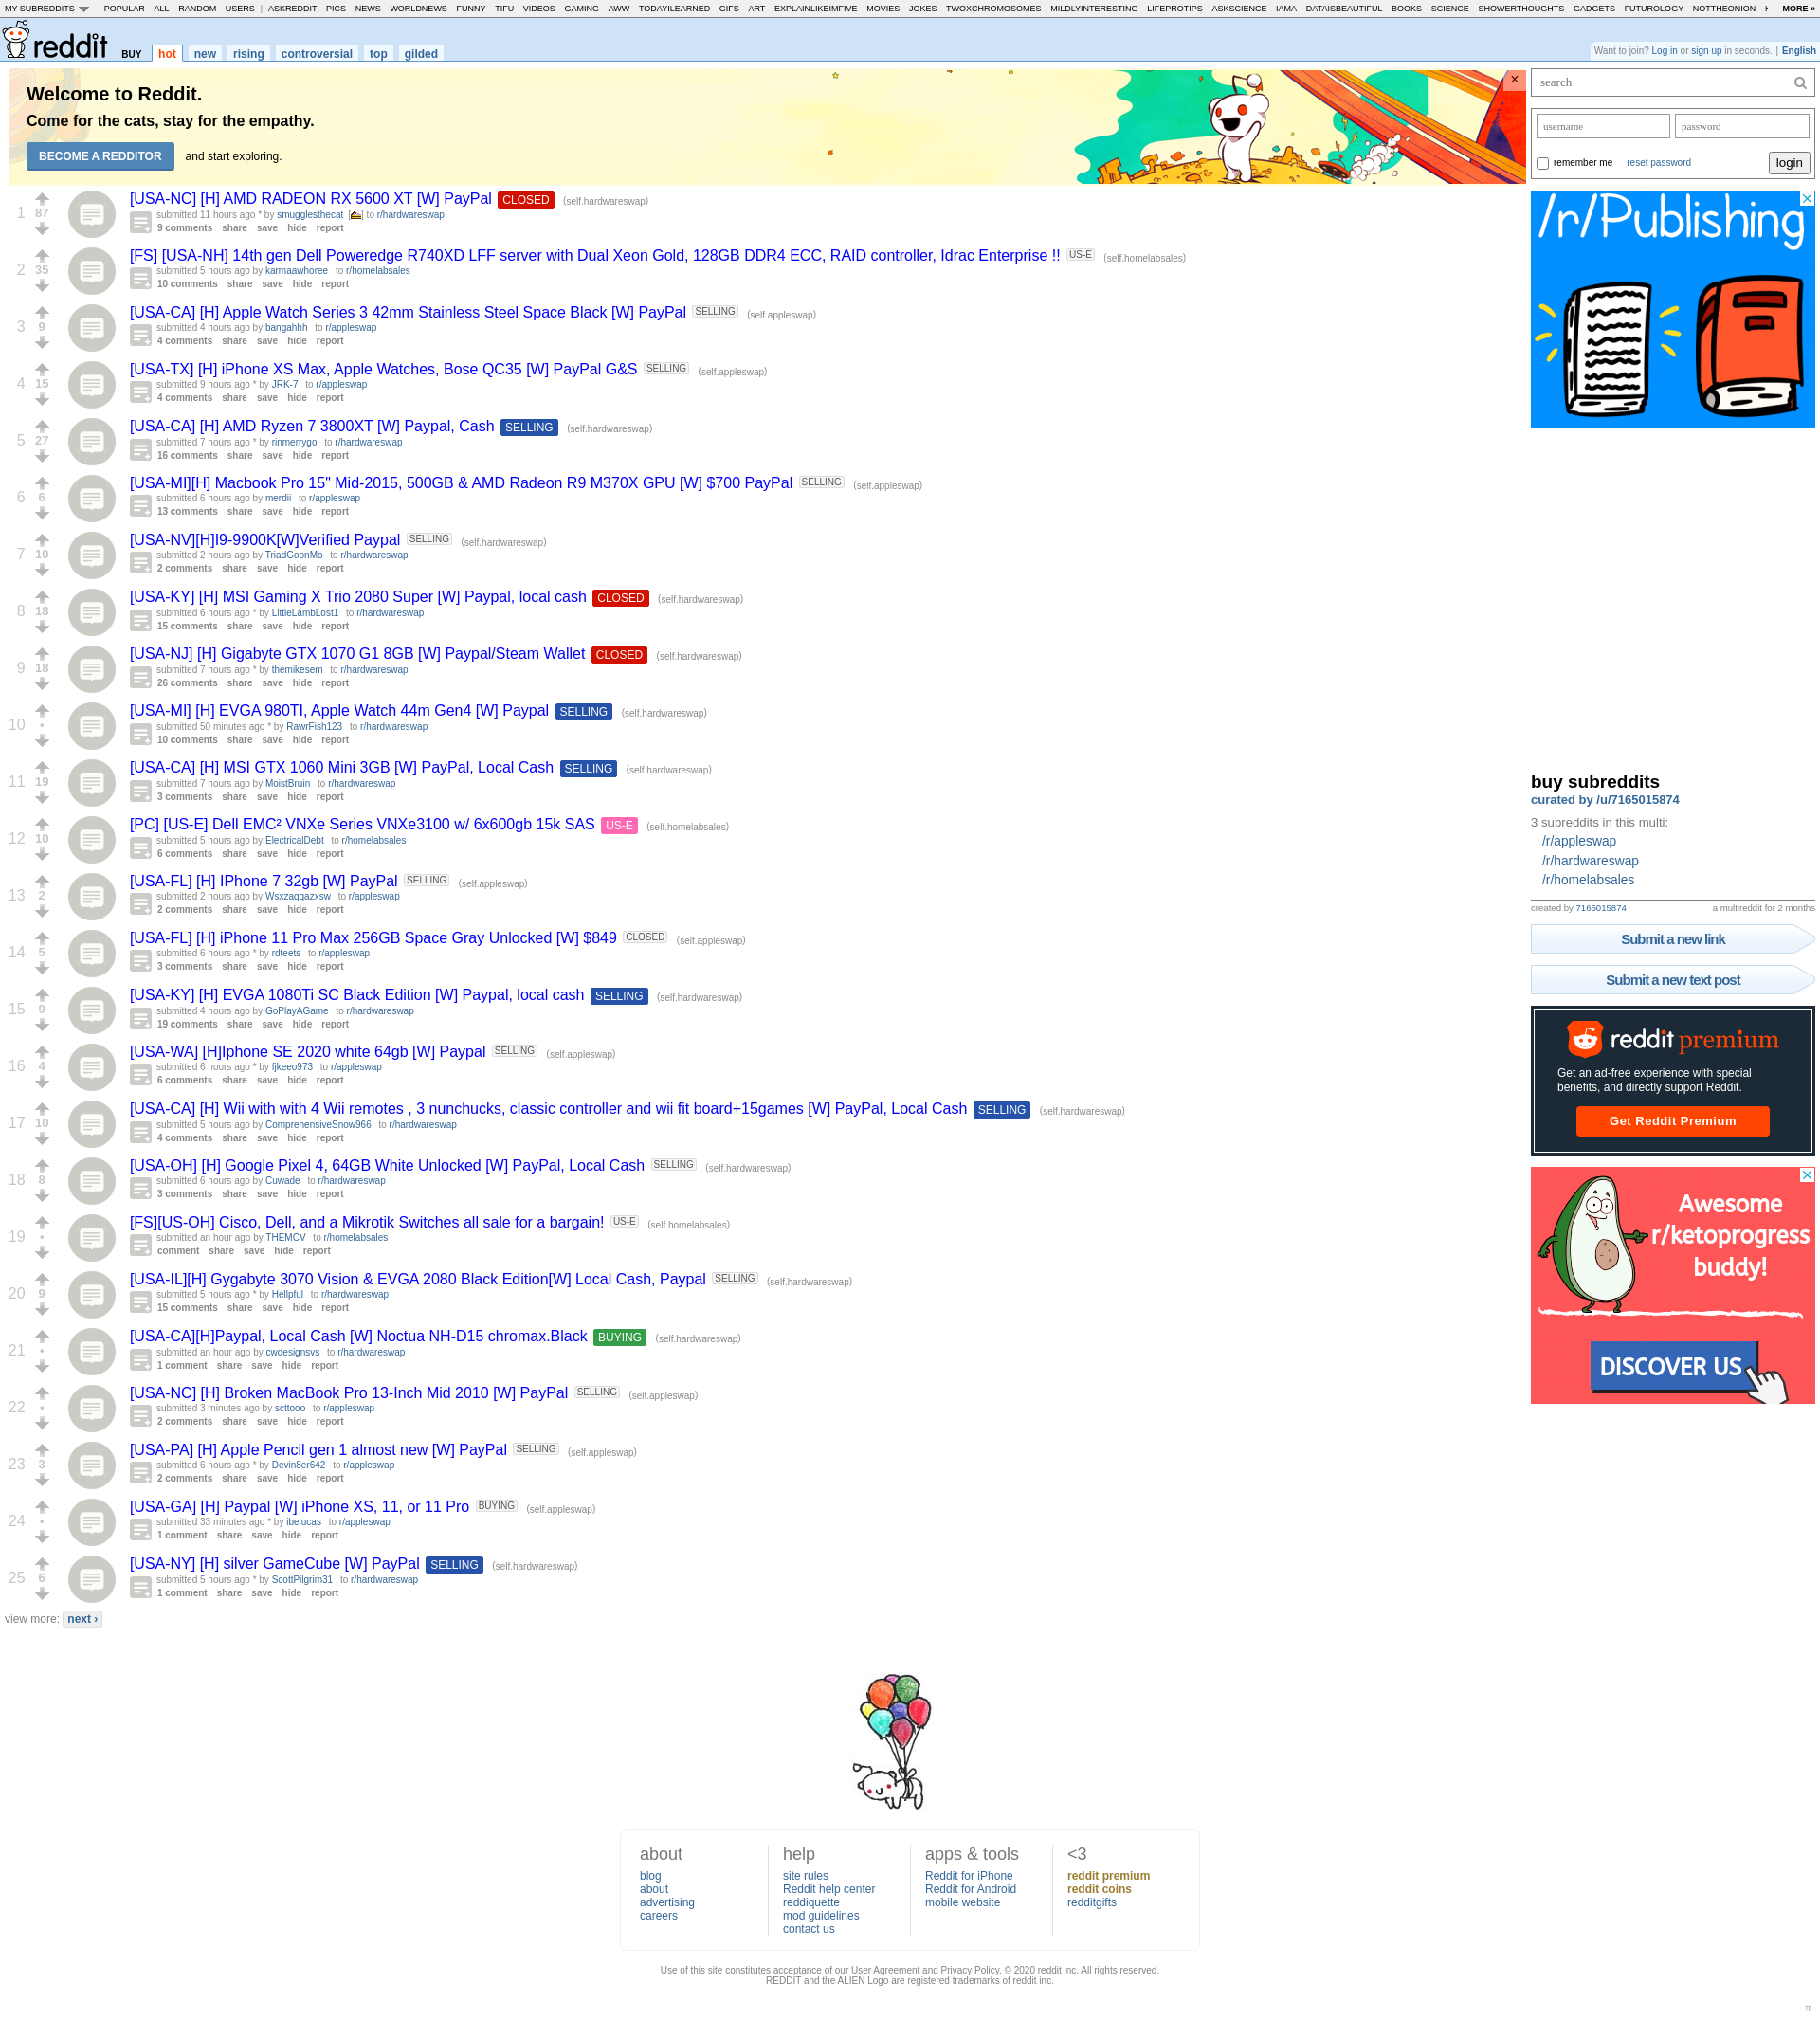 MY SUBREDDITS POPULAR - ALL - RANDOM - USERS | ASKREDDIT - PICS - NEWS - WORLDNEWS - FUNNY - TIFU - VIDEOS - GAMING - AWW - TODAYILEARNED - GIFS - ART - EXPLAINLIKEIMFIVE - MOVIES - JOKES - TWOXCHROMOSOMES - MILDLYINTERESTING - LIFEPROTIPS - ASKSCIENCE - IAMA - DATAISBEAUTIFUL - BOOKS - SCIENCE - SHOWERTHOUGHTS - GADGETS - FUTUROLOGY - NOTTHEONION - MORE »
reddit BUY hot new rising controversial top gilded
Want to join? Log in or sign up in seconds. | English
Welcome to Reddit.
Come for the cats, stay for the empathy.
BECOME A REDDITOR and start exploring.
×
1
87
[USA-NC] [H] AMD RADEON RX 5600 XT [W] PayPal CLOSED (self.hardwareswap)
submitted 11 hours ago * by smugglesthecat to r/hardwareswap
9 comments share save hide report
2
35
[FS] [USA-NH] 14th gen Dell Poweredge R740XD LFF server with Dual Xeon Gold, 128GB DDR4 ECC, RAID controller, Idrac Enterprise !! US-E (self.homelabsales)
submitted 5 hours ago by karmaawhoree to r/homelabsales
10 comments share save hide report
3
9
[USA-CA] [H] Apple Watch Series 3 42mm Stainless Steel Space Black [W] PayPal SELLING (self.appleswap)
submitted 4 hours ago by bangahhh to r/appleswap
4 comments share save hide report
4
15
[USA-TX] [H] iPhone XS Max, Apple Watches, Bose QC35 [W] PayPal G&S SELLING (self.appleswap)
submitted 9 hours ago * by JRK-7 to r/appleswap
4 comments share save hide report
5
27
[USA-CA] [H] AMD Ryzen 7 3800XT [W] Paypal, Cash SELLING (self.hardwareswap)
submitted 7 hours ago * by rinmerrygo to r/hardwareswap
16 comments share save hide report
6
6
[USA-MI][H] Macbook Pro 15" Mid-2015, 500GB & AMD Radeon R9 M370X GPU [W] $700 PayPal SELLING (self.appleswap)
submitted 6 hours ago by merdii to r/appleswap
13 comments share save hide report
7
10
[USA-NV][H]I9-9900K[W]Verified Paypal SELLING (self.hardwareswap)
submitted 2 hours ago by TriadGoonMo to r/hardwareswap
2 comments share save hide report
8
18
[USA-KY] [H] MSI Gaming X Trio 2080 Super [W] Paypal, local cash CLOSED (self.hardwareswap)
submitted 6 hours ago * by LittleLambLost1 to r/hardwareswap
15 comments share save hide report
9
18
[USA-NJ] [H] Gigabyte GTX 1070 G1 8GB [W] Paypal/Steam Wallet CLOSED (self.hardwareswap)
submitted 7 hours ago * by themikesem to r/hardwareswap
26 comments share save hide report
10
•
[USA-MI] [H] EVGA 980TI, Apple Watch 44m Gen4 [W] Paypal SELLING (self.hardwareswap)
submitted 50 minutes ago * by RawrFish123 to r/hardwareswap
10 comments share save hide report
11
19
[USA-CA] [H] MSI GTX 1060 Mini 3GB [W] PayPal, Local Cash SELLING (self.hardwareswap)
submitted 7 hours ago by MoistBruin to r/hardwareswap
3 comments share save hide report
12
10
[PC] [US-E] Dell EMC² VNXe Series VNXe3100 w/ 6x600gb 15k SAS US-E (self.homelabsales)
submitted 5 hours ago by ElectricalDebt to r/homelabsales
6 comments share save hide report
13
2
[USA-FL] [H] IPhone 7 32gb [W] PayPal SELLING (self.appleswap)
submitted 2 hours ago by Wsxzaqqazxsw to r/appleswap
2 comments share save hide report
14
5
[USA-FL] [H] iPhone 11 Pro Max 256GB Space Gray Unlocked [W] $849 CLOSED (self.appleswap)
submitted 6 hours ago * by rdteets to r/appleswap
3 comments share save hide report
15
9
[USA-KY] [H] EVGA 1080Ti SC Black Edition [W] Paypal, local cash SELLING (self.hardwareswap)
submitted 4 hours ago by GoPlayAGame to r/hardwareswap
19 comments share save hide report
16
4
[USA-WA] [H]Iphone SE 2020 white 64gb [W] Paypal SELLING (self.appleswap)
submitted 6 hours ago * by fjkeeo973 to r/appleswap
6 comments share save hide report
17
10
[USA-CA] [H] Wii with with 4 Wii remotes , 3 nunchucks, classic controller and wii fit board+15games [W] PayPal, Local Cash SELLING (self.hardwareswap)
submitted 5 hours ago by ComprehensiveSnow966 to r/hardwareswap
4 comments share save hide report
18
8
[USA-OH] [H] Google Pixel 4, 64GB White Unlocked [W] PayPal, Local Cash SELLING (self.hardwareswap)
submitted 6 hours ago by Cuwade to r/hardwareswap
3 comments share save hide report
19
•
[FS][US-OH] Cisco, Dell, and a Mikrotik Switches all sale for a bargain! US-E (self.homelabsales)
submitted an hour ago by THEMCV to r/homelabsales
comment share save hide report
20
9
[USA-IL][H] Gygabyte 3070 Vision & EVGA 2080 Black Edition[W] Local Cash, Paypal SELLING (self.hardwareswap)
submitted 5 hours ago * by Hellpful to r/hardwareswap
15 comments share save hide report
21
•
[USA-CA][H]Paypal, Local Cash [W] Noctua NH-D15 chromax.Black BUYING (self.hardwareswap)
submitted an hour ago by cwdesignsvs to r/hardwareswap
1 comment share save hide report
22
•
[USA-NC] [H] Broken MacBook Pro 13-Inch Mid 2010 [W] PayPal SELLING (self.appleswap)
submitted 3 minutes ago by scttooo to r/appleswap
2 comments share save hide report
23
3
[USA-PA] [H] Apple Pencil gen 1 almost new [W] PayPal SELLING (self.appleswap)
submitted 6 hours ago * by Devin8er642 to r/appleswap
2 comments share save hide report
24
•
[USA-GA] [H] Paypal [W] iPhone XS, 11, or 11 Pro BUYING (self.appleswap)
submitted 33 minutes ago * by ibelucas to r/appleswap
1 comment share save hide report
25
6
[USA-NY] [H] silver GameCube [W] PayPal SELLING (self.hardwareswap)
submitted 5 hours ago * by ScottPilgrim31 to r/hardwareswap
1 comment share save hide report
view more: next ›
search
username password
remember me reset password login
/r/Publishing
buy subreddits
curated by /u/7165015874
3 subreddits in this multi:
/r/appleswap
/r/hardwareswap
/r/homelabsales
created by 7165015874 a multireddit for 2 months
Submit a new link
Submit a new text post
reddit premium
Get an ad-free experience with special
benefits, and directly support Reddit.
Get Reddit Premium
Awesome
r/ketoprogress
buddy!
DISCOVER US
about
blog
about
advertising
careers
help
site rules
Reddit help center
reddiquette
mod guidelines
contact us
apps & tools
Reddit for iPhone
Reddit for Android
mobile website
<3
reddit premium
reddit coins
redditgifts
Use of this site constitutes acceptance of our User Agreement and Privacy Policy. © 2020 reddit inc. All rights reserved.
REDDIT and the ALIEN Logo are registered trademarks of reddit inc.
π